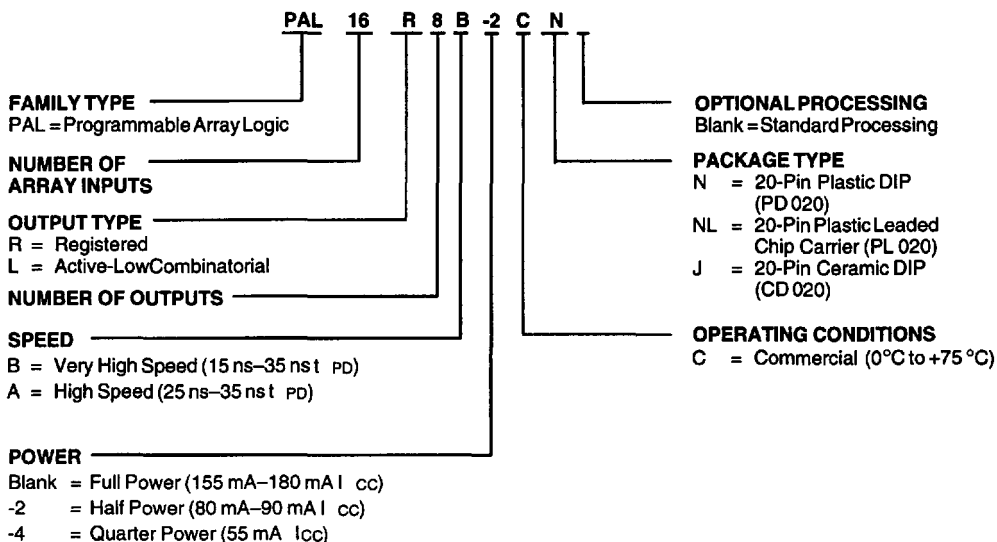 PAL 16 R 8 B -2 C N
FAMILY TYPE
PAL = Programmable Array Logic
NUMBER OF
ARRAY INPUTS
OUTPUT TYPE
R = Registered
L = Active-Low Combinatorial
NUMBER OF OUTPUTS
SPEED
B = Very High Speed (15 ns–35 ns t PD)
A = High Speed (25 ns–35 ns t PD)
POWER
Blank = Full Power (155 mA–180 mA I CC)
-2 = Half Power (80 mA–90 mA I CC)
-4 = Quarter Power (55 mA ICC)
OPTIONAL PROCESSING
Blank = Standard Processing
PACKAGE TYPE
N = 20-Pin Plastic DIP
(PD 020)
NL = 20-Pin Plastic Leaded
Chip Carrier (PL 020)
J = 20-Pin Ceramic DIP
(CD 020)
OPERATING CONDITIONS
C = Commercial (0°C to +75 °C)